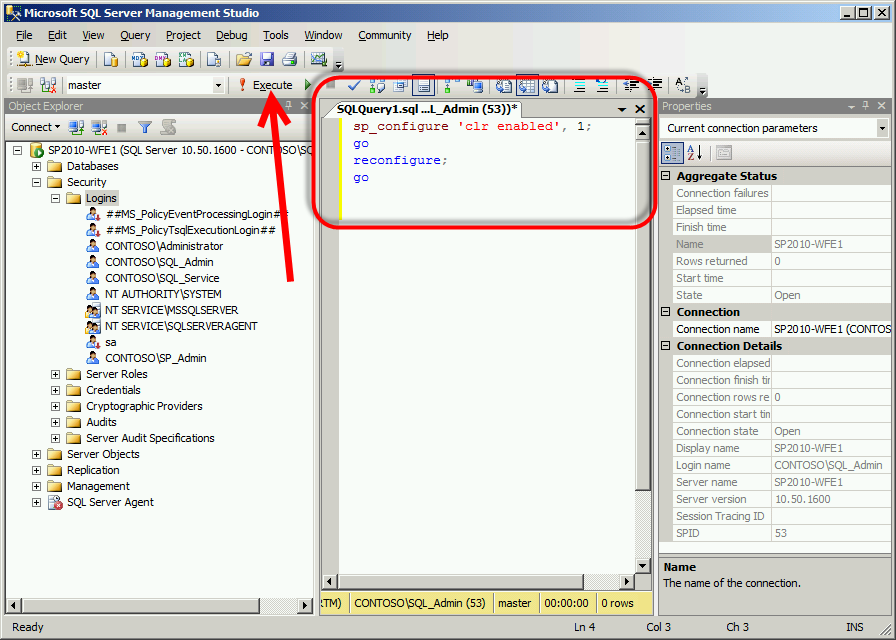 Microsoft SQL Server Management Studio
File Edit View Query Project Debug Tools Window Community Help
New Query
master Execute
Object Explorer
Connect
SP2010-WFE1 (SQL Server 10.50.1600 - CONTOSO\SQ
Databases
Security
Logins
##MS_PolicyEventProcessingLogin##
##MS_PolicyTsqlExecutionLogin##
CONTOSO\Administrator
CONTOSO\SQL_Admin
CONTOSO\SQL_Service
NT AUTHORITY\SYSTEM
NT SERVICE\MSSQLSERVER
NT SERVICE\SQLSERVERAGENT
sa
CONTOSO\SP_Admin
Server Roles
Credentials
Cryptographic Providers
Audits
Server Audit Specifications
Server Objects
Replication
Management
SQL Server Agent
SQLQuery1.sql ...L_Admin (53))*
sp_configure 'clr enabled', 1;
go
reconfigure;
go
TM) CONTOSO\SQL_Admin (53) master 00:00:00 0 rows
Properties
Current connection parameters
Aggregate Status
Connection failures
Elapsed time
Finish time
Name SP2010-WFE1
Rows returned 0
Start time
State Open
Connection
Connection name SP2010-WFE1 (CONTOS
Connection Details
Connection elapsed
Connection finish tir
Connection rows re 0
Connection start tin
Connection state Open
Display name SP2010-WFE1
Login name CONTOSO\SQL_Admin
Server name SP2010-WFE1
Server version 10.50.1600
Session Tracing ID
SPID 53
Name
The name of the connection.
Ready Ln 4 Col 3 Ch 3 INS